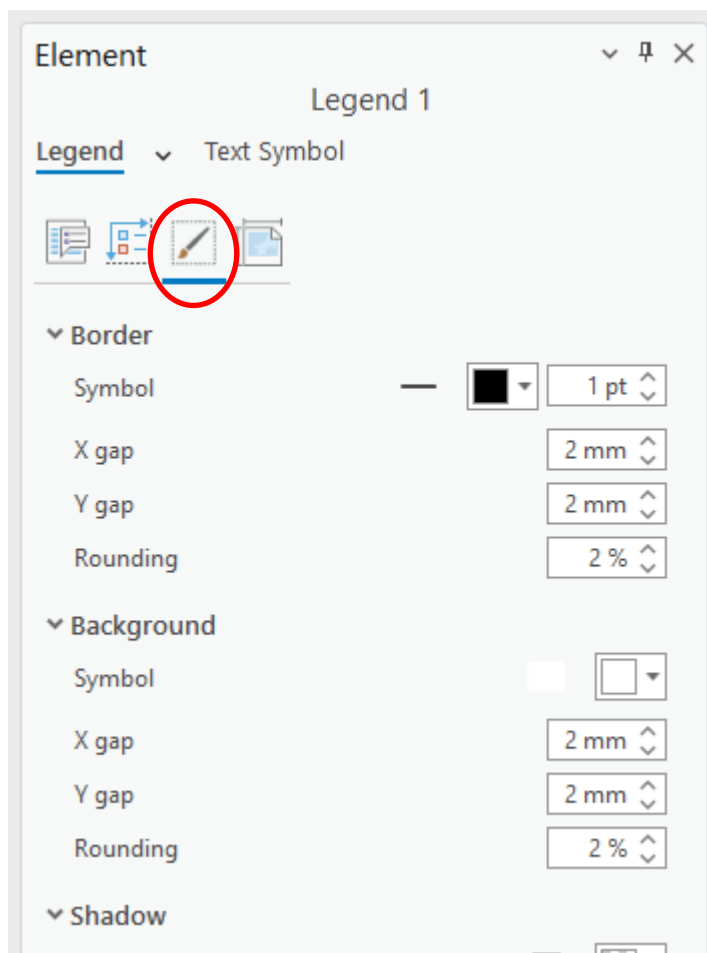 Element
Legend 1
Legend Text Symbol
Border
Symbol 1 pt
X gap 2 mm
Y gap 2 mm
Rounding 2 %
Background
Symbol
X gap 2 mm
Y gap 2 mm
Rounding 2 %
Shadow